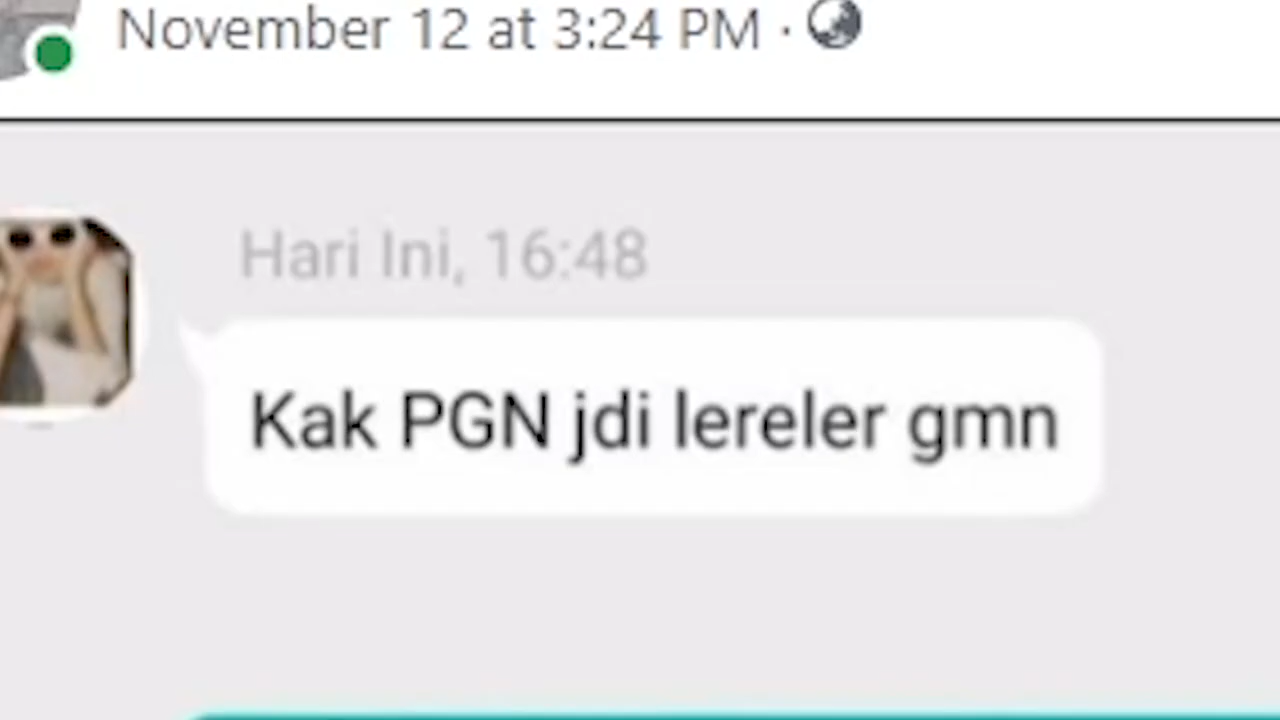 November 12 at 3:24 PM ·
Hari Ini, 16:48
Kak PGN jdi lereler gmn